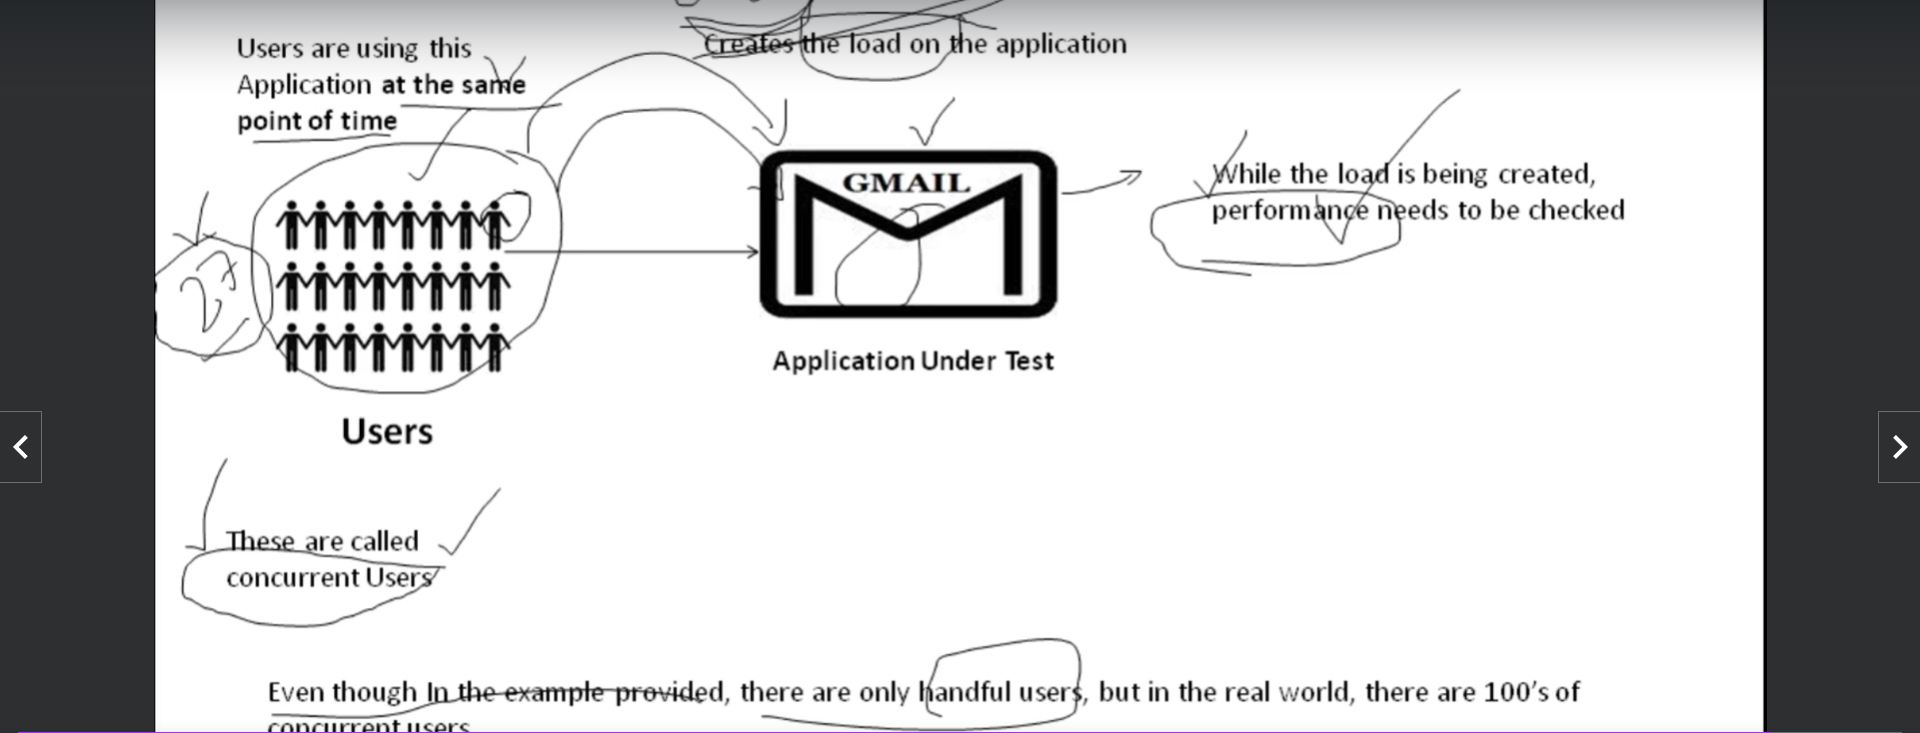 Creates the load on the application
Users are using this
Application at the same
point of time
GMAIL
While the load is being created,
performance needs to be checked
Application Under Test
Users
These are called
concurrent Users
Even though In the example provided, there are only handful users, but in the real world, there are 100's of
concurrent users